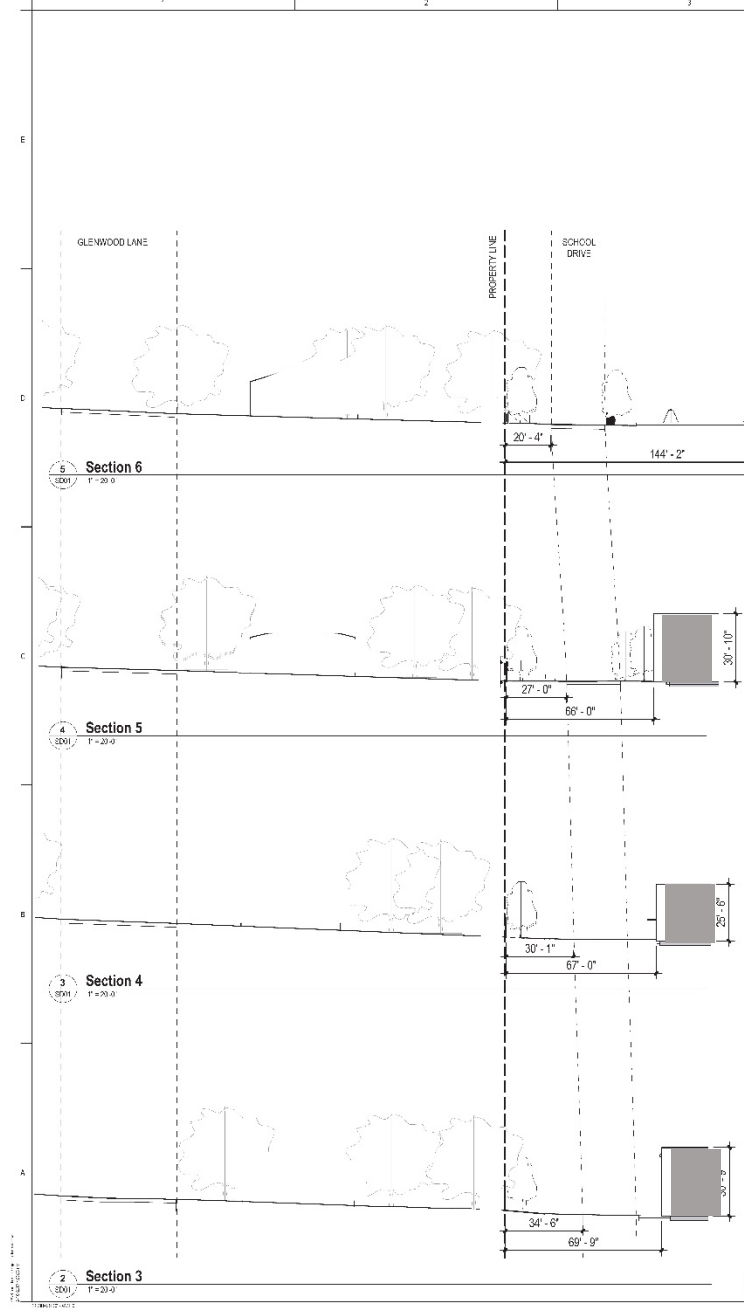 2
3
E
GLENWOOD LANE
PROPERTY LINE
SCHOOL
DRIVE
D
20' - 4"
144' - 2"
5
Section 6
SD01
1" = 20'-0"
C
30' - 10"
27' - 0"
66' - 0"
4
Section 5
SD01
1" = 20'-0"
B
25' - 6"
30' - 1"
67' - 0"
3
Section 4
SD01
1" = 20'-0"
A
34' - 6"
69' - 9"
2
Section 3
SD01
1" = 20'-0"